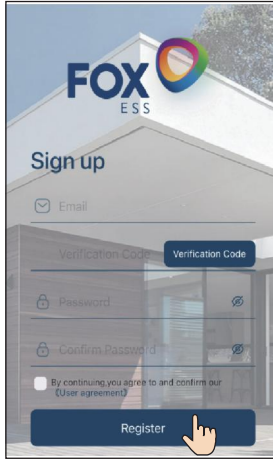 FOX
ESS
Sign up
Email
Verification Code Verification Code
Password
Confirm Password
By continuing,you agree to and confirm our
《User agreement》
Register